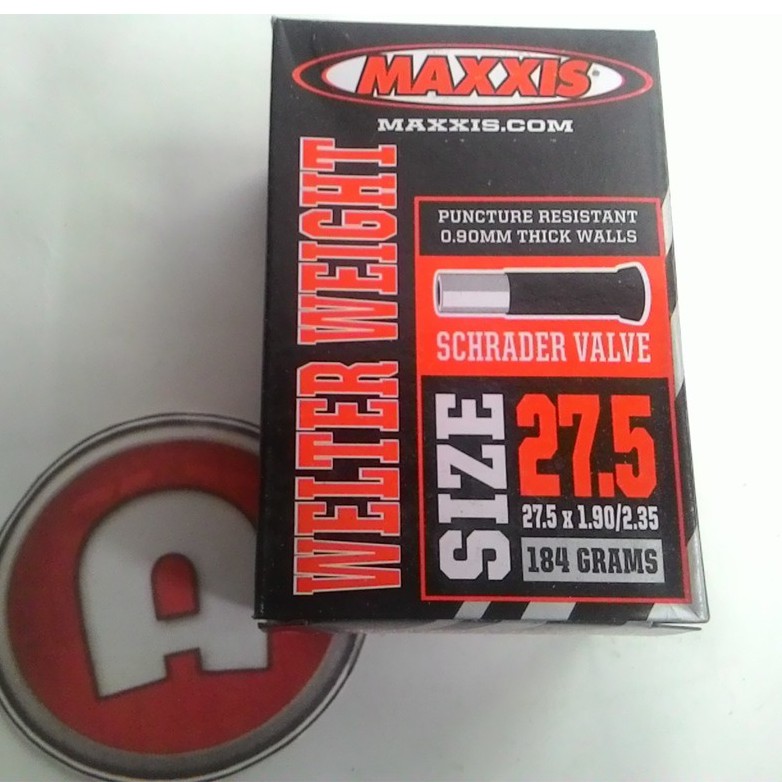 MAXXIS
MAXXIS.COM
WELTER WEIGHT
PUNCTURE RESISTANT
0.90MM THICK WALLS
SCHRADER VALVE
SIZE
27.5
27.5 x 1.90/2.35
184 GRAMS
A